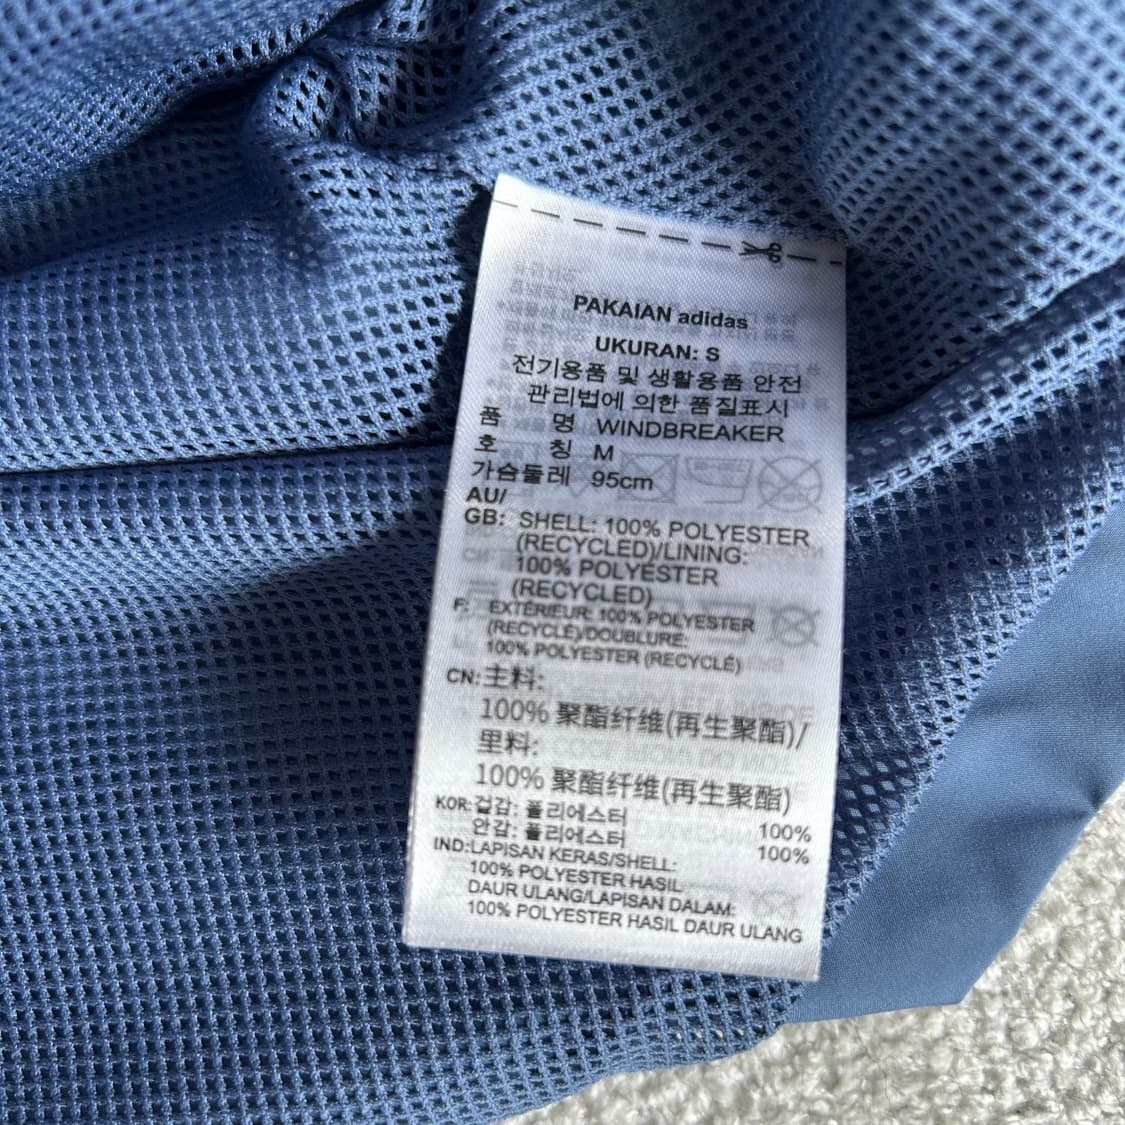 PAKAIAN adidas
UKURAN: S
전기용품 및 생활용품 안전
관리법에 의한 품질표시
품 명 WINDBREAKER
호 칭 M
가슴둘레 95cm
AU/
GB: SHELL: 100% POLYESTER
(RECYCLED)/LINING:
100% POLYESTER
(RECYCLED)
F: EXTÉRIEUR: 100% POLYESTER
(RECYCLÉ)/DOUBLURE:
100% POLYESTER (RECYCLÉ)
CN: 主料:
100% 聚酯纤维(再生聚酯)/
里料:
100% 聚酯纤维(再生聚酯)
KOR: 겉감: 폴리에스터 100%
안감: 폴리에스터 100%
IND: LAPISAN KERAS/SHELL:
100% POLYESTER HASIL
DAUR ULANG/LAPISAN DALAM:
100% POLYESTER HASIL DAUR ULANG